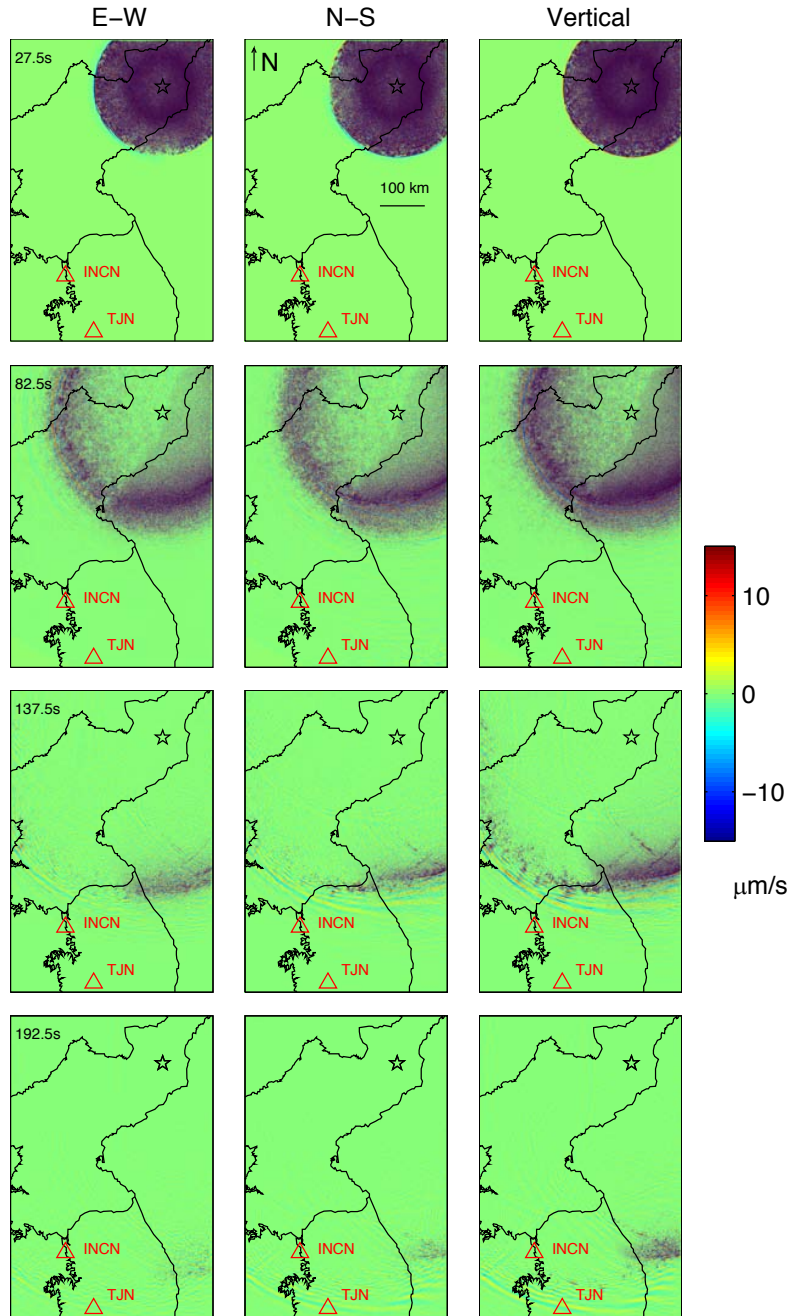 E−W N−S Vertical
27.5s
N
100 km
INCN INCN INCN
TJN TJN TJN
82.5s
INCN INCN INCN
TJN TJN TJN
10
0
−10
μm/s
137.5s
INCN INCN INCN
TJN TJN TJN
192.5s
INCN INCN INCN
TJN TJN TJN